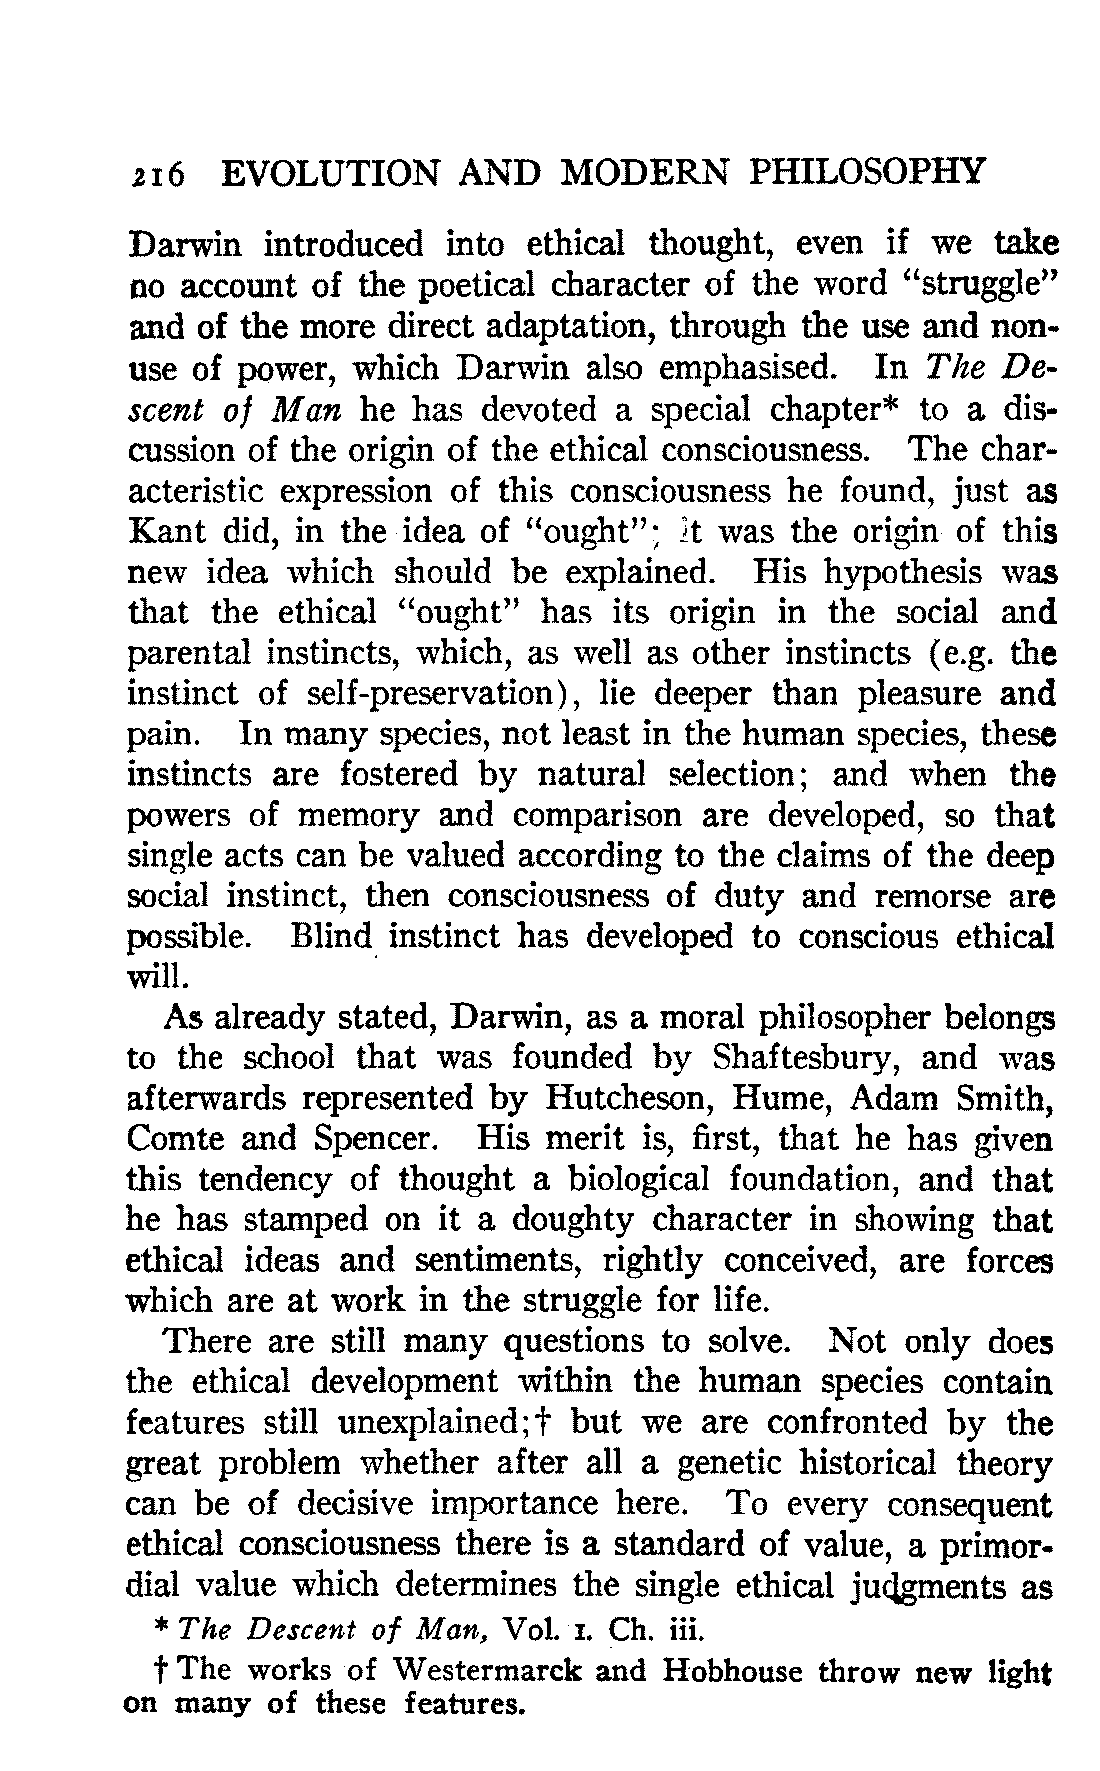 216 EVOLUTION AND MODERN PHILOSOPHY
Darwin introduced into ethical thought, even if we take
no account of the poetical character of the word “struggle”
and of the more direct adaptation, through the use and non-
use of power, which Darwin also emphasised. In The De-
scent of Man he has devoted a special chapter* to a dis-
cussion of the origin of the ethical consciousness. The char-
acteristic expression of this consciousness he found, just as
Kant did, in the idea of “ought”; it was the origin of this
new idea which should be explained. His hypothesis was
that the ethical “ought” has its origin in the social and
parental instincts, which, as well as other instincts (e.g. the
instinct of self-preservation), lie deeper than pleasure and
pain. In many species, not least in the human species, these
instincts are fostered by natural selection; and when the
powers of memory and comparison are developed, so that
single acts can be valued according to the claims of the deep
social instinct, then consciousness of duty and remorse are
possible. Blind instinct has developed to conscious ethical
will.
As already stated, Darwin, as a moral philosopher belongs
to the school that was founded by Shaftesbury, and was
afterwards represented by Hutcheson, Hume, Adam Smith,
Comte and Spencer. His merit is, first, that he has given
this tendency of thought a biological foundation, and that
he has stamped on it a doughty character in showing that
ethical ideas and sentiments, rightly conceived, are forces
which are at work in the struggle for life.
There are still many questions to solve. Not only does
the ethical development within the human species contain
features still unexplained;† but we are confronted by the
great problem whether after all a genetic historical theory
can be of decisive importance here. To every consequent
ethical consciousness there is a standard of value, a primor-
dial value which determines the single ethical judgments as
* The Descent of Man, Vol. I. Ch. iii.
† The works of Westermarck and Hobhouse throw new light
on many of these features.